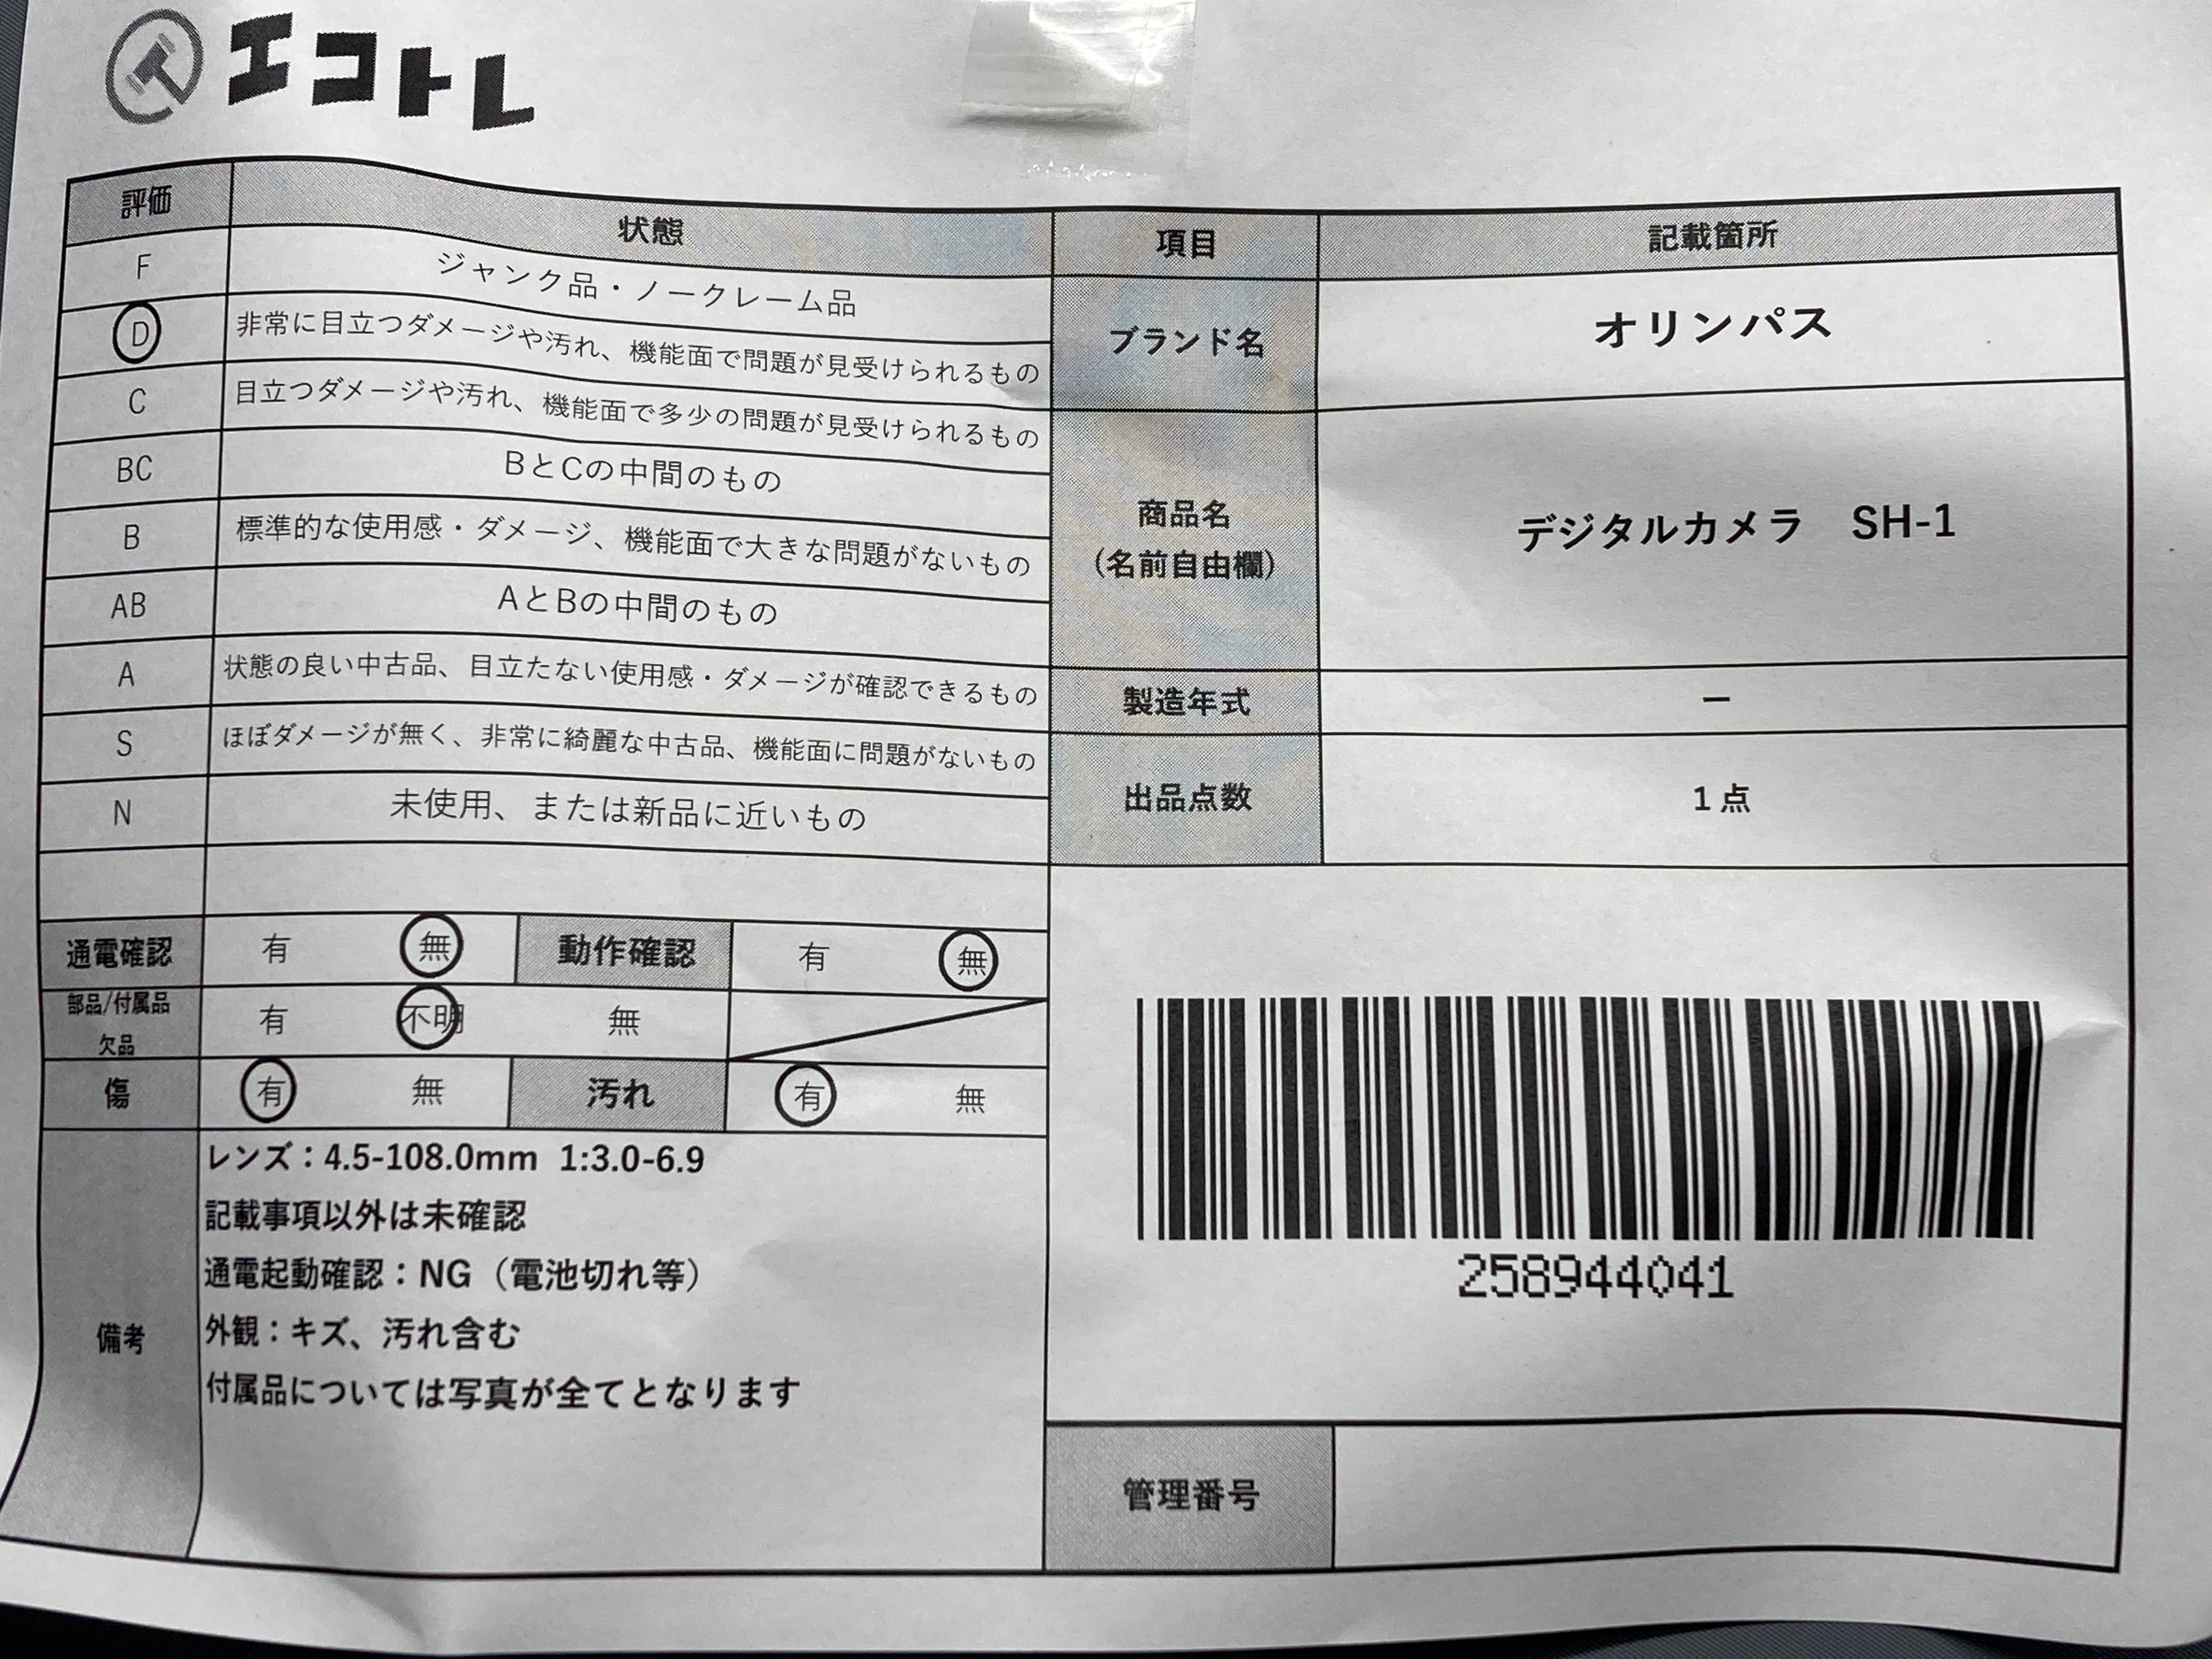 エコトレ
評価 状態
F ジャンク品・ノークレーム品
D 非常に目立つダメージや汚れ、機能面で問題が見受けられるもの
C 目立つダメージや汚れ、機能面で多少の問題が見受けられるもの
BC BとCの中間のもの
B 標準的な使用感・ダメージ、機能面で大きな問題がないもの
AB AとBの中間のもの
A 状態の良い中古品、目立たない使用感・ダメージが確認できるもの
S ほぼダメージが無く、非常に綺麗な中古品、機能面に問題がないもの
N 未使用、または新品に近いもの
通電確認 有 無 動作確認 有 無
部品/付属品
欠品 有 不明 無
傷 有 無 汚れ 有 無
備考
レンズ：4.5-108.0mm 1:3.0-6.9
記載事項以外は未確認
通電起動確認：NG（電池切れ等）
外観：キズ、汚れ含む
付属品については写真が全てとなります
項目 記載箇所
ブランド名 オリンパス
商品名
（名前自由欄） デジタルカメラ SH-1
製造年式 ー
出品点数 1点
258944041
管理番号